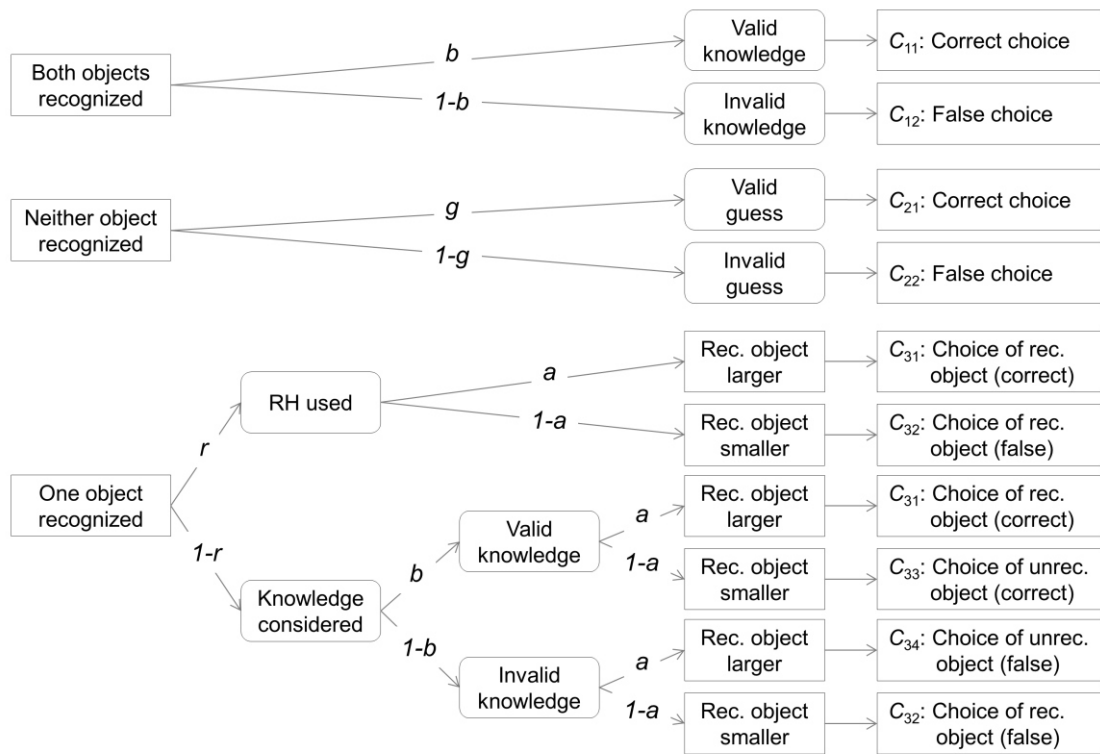 Both objects
recognized
b
1-b
Valid
knowledge
C11: Correct choice
Invalid
knowledge
C12: False choice
Neither object
recognized
g
1-g
Valid
guess
C21: Correct choice
Invalid
guess
C22: False choice
One object
recognized
r
1-r
RH used
a
1-a
Rec. object
larger
C31: Choice of rec.
object (correct)
Rec. object
smaller
C32: Choice of rec.
object (false)
Knowledge
considered
b
1-b
Valid
knowledge
a
1-a
Rec. object
larger
C31: Choice of rec.
object (correct)
Rec. object
smaller
C33: Choice of unrec.
object (correct)
Invalid
knowledge
a
1-a
Rec. object
larger
C34: Choice of unrec.
object (false)
Rec. object
smaller
C32: Choice of rec.
object (false)